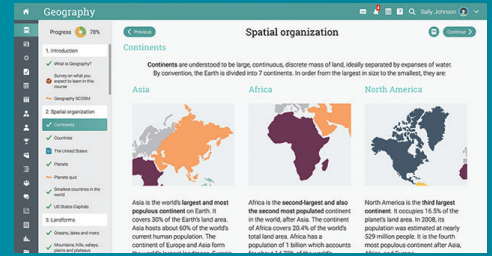 Geography
Sally Johnson
Progress
78%
Previous
Spatial organization
Continue
1. Introduction
What is Geography?
Survey on what you
expect to learn in this
course
Geography SCORM
2. Spatial organization
Continents
Countries
The United States
Planets
Planets quiz
Smallest countries in the
world
US States Capitals
3. Landforms
Oceans, lakes and rivers
Mountains, hills, valleys,
plains and plateaus
Continents
Continents are understood to be large, continuous, discrete mass of land, ideally separated by expanses of water.
By convention, the Earth is divided into 7 continents. In order from the largest in size to the smallest, they are:
Asia
Asia is the world's largest and most
populous continent on Earth. It
covers 30% of the Earth's land area.
Asia hosts about 60% of the world's
current human population. The
continent of Europe and Asia form
Africa
Africa is the second-largest and also
the second most populated continent
in the world, after Asia. The continent
of Africa covers 20.4% of the world's
total land area. Africa has a
population of 1 billion which accounts
North America
North America is the third largest
continent. It occupies 16.5% of the
planet's land area. In 2008, its
population was estimated at nearly
529 million people. It is the fourth
most populous continent after Asia,